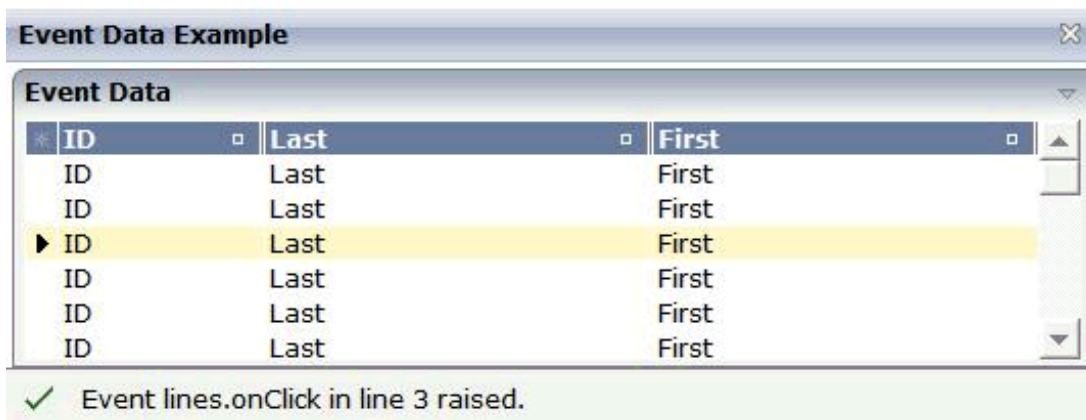 Event Data Example
Event Data
ID Last First
ID Last First
ID Last First
ID Last First
ID Last First
ID Last First
ID Last First
Event lines.onClick in line 3 raised.